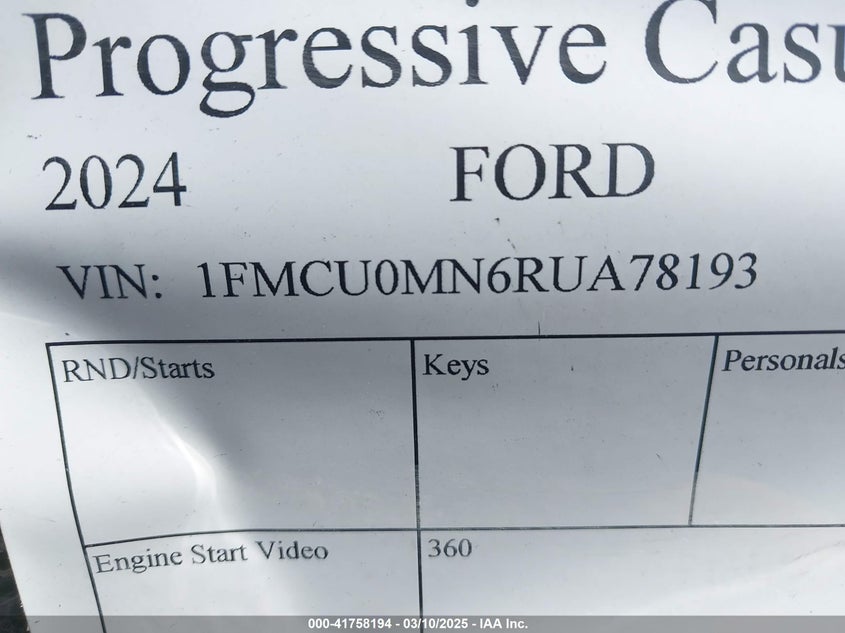 Progressive Casu
2024 FORD
VIN: 1FMCU0MN6RUA78193
RND/Starts Keys Personals
Engine Start Video 360
000-41758194 - 03/10/2025 - IAA Inc.